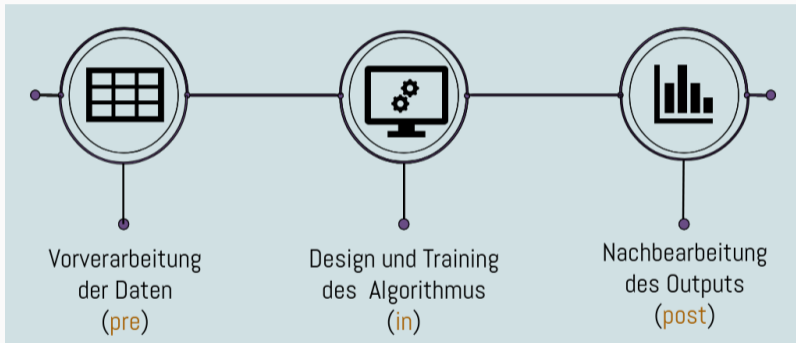 Vorverarbeitung
der Daten
(pre)
Design und Training
des Algorithmus
(in)
Nachbearbeitung
des Outputs
(post)